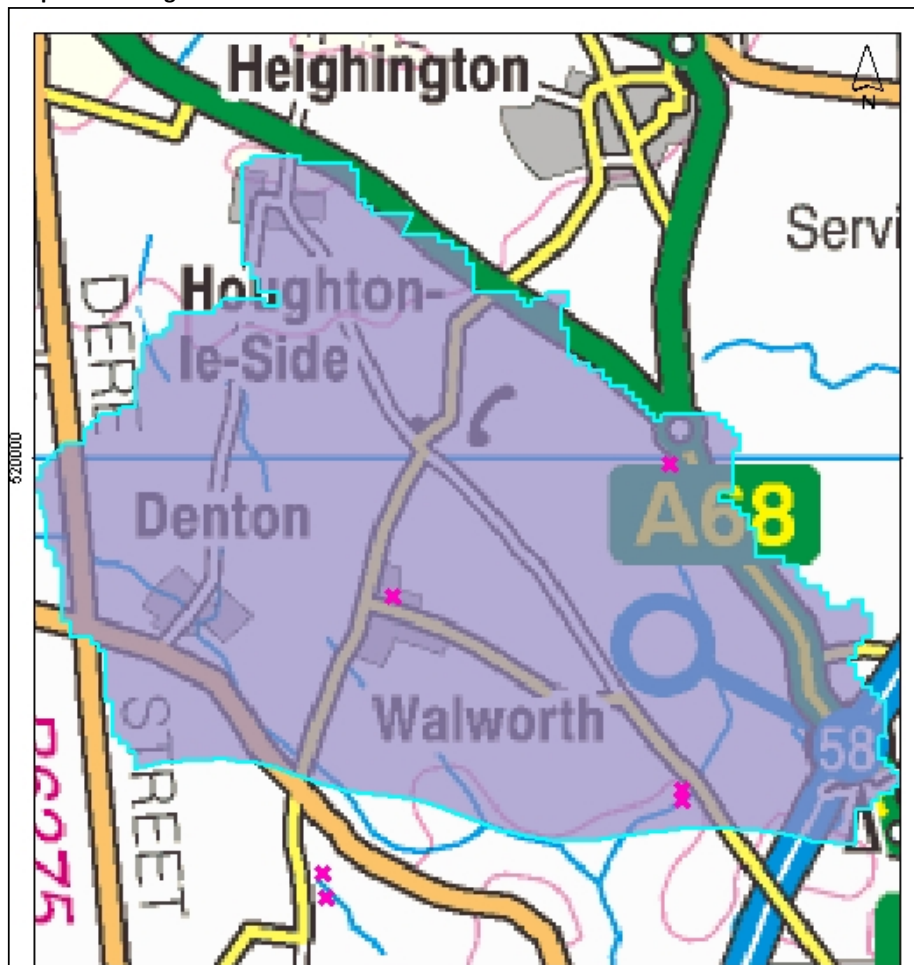 Heighington
N
Servi
DERE
Houghton-
le-Side
520000
A68
Denton
Walworth
58
STREET
B6275